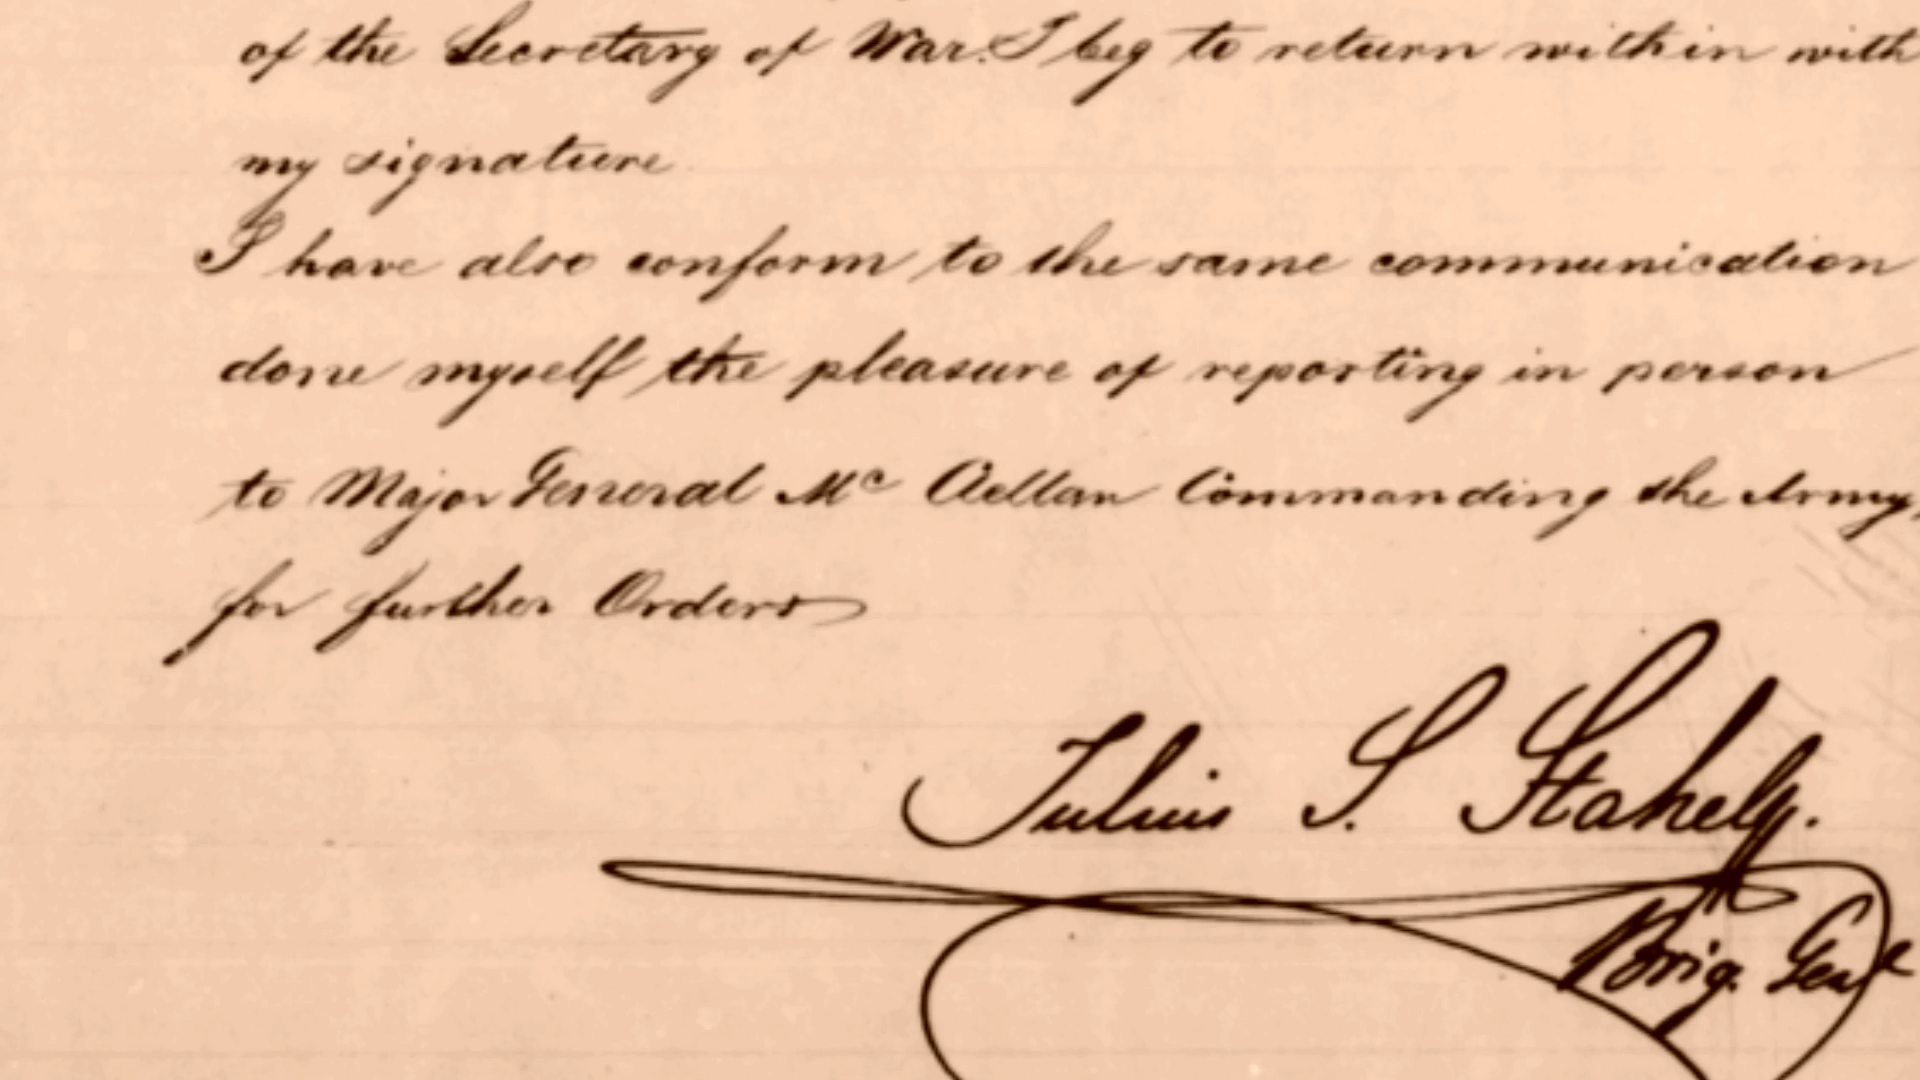 of the Secretary of War. I beg to return within with
my signature
I have also conform to the same communication
done myself the pleasure of reporting in person
to Major General Mc Clellan Commanding the Army,
for further Orders
Julius S. Stahel.
Brig. Genl